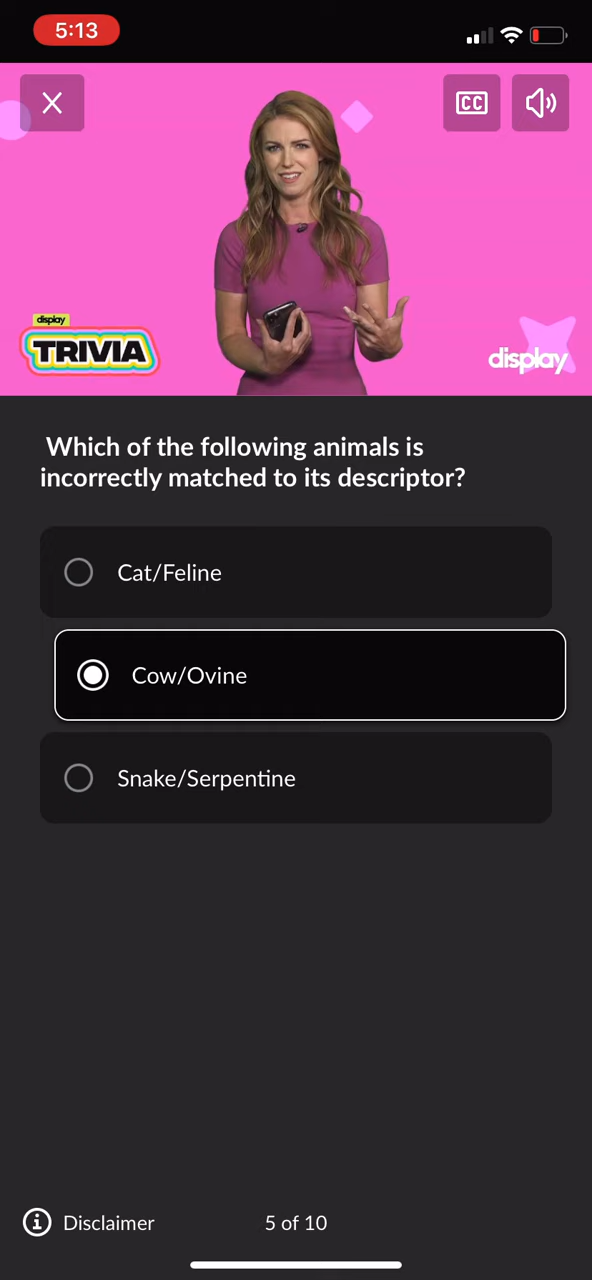 5:13
CC
display
TRIVIA
display
Which of the following animals is
incorrectly matched to its descriptor?
Cat/Feline
Cow/Ovine
Snake/Serpentine
Disclaimer
5 of 10